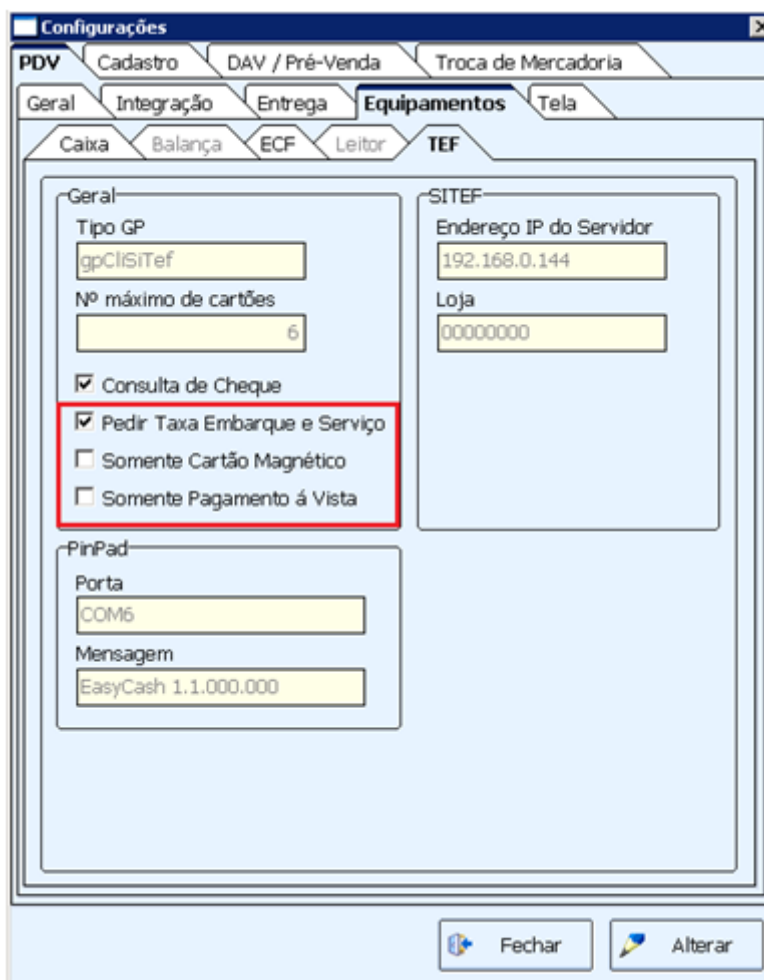 Configurações
PDV Cadastro DAV / Pré-Venda Troca de Mercadoria
Geral Integração Entrega Equipamentos Tela
Caixa Balança ECF Leitor TEF
Geral
Tipo GP
gpCliSiTef
Nº máximo de cartões
6
Consulta de Cheque
Pedir Taxa Embarque e Serviço
Somente Cartão Magnético
Somente Pagamento á Vista
SITEF
Endereço IP do Servidor
192.168.0.144
Loja
00000000
PinPad
Porta
COM6
Mensagem
EasyCash 1.1.000.000
Fechar Alterar